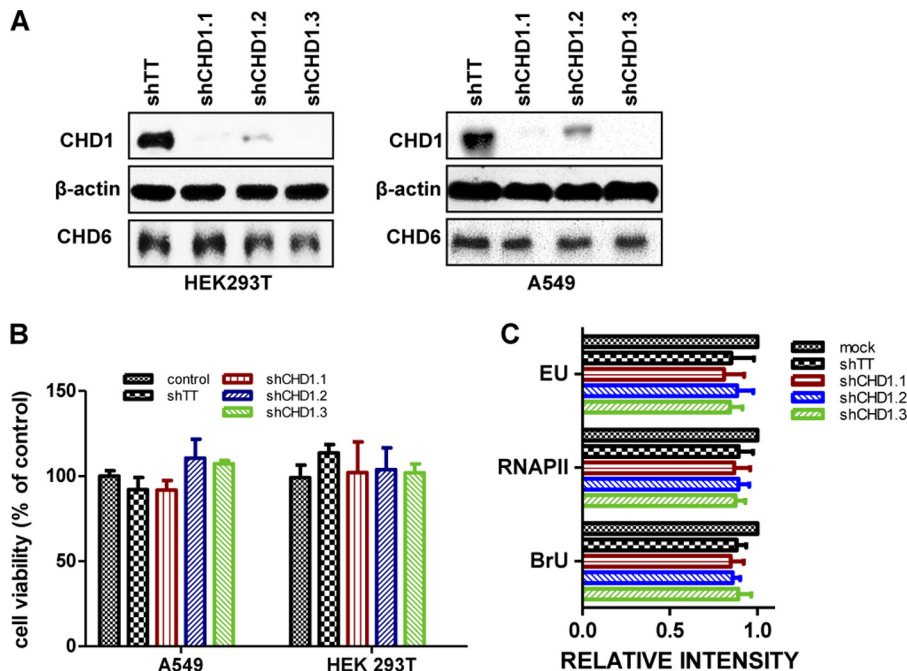 A
shTT
shCHD1.1
shCHD1.2
shCHD1.3
CHD1
β-actin
CHD6
HEK293T
shTT
shCHD1.1
shCHD1.2
shCHD1.3
CHD1
β-actin
CHD6
A549
B
cell viability (% of control)
150
100
50
0
control
shTT
shCHD1.1
shCHD1.2
shCHD1.3
A549
HEK 293T
C
EU
RNAPII
BrU
0.0
0.5
1.0
RELATIVE INTENSITY
mock
shTT
shCHD1.1
shCHD1.2
shCHD1.3